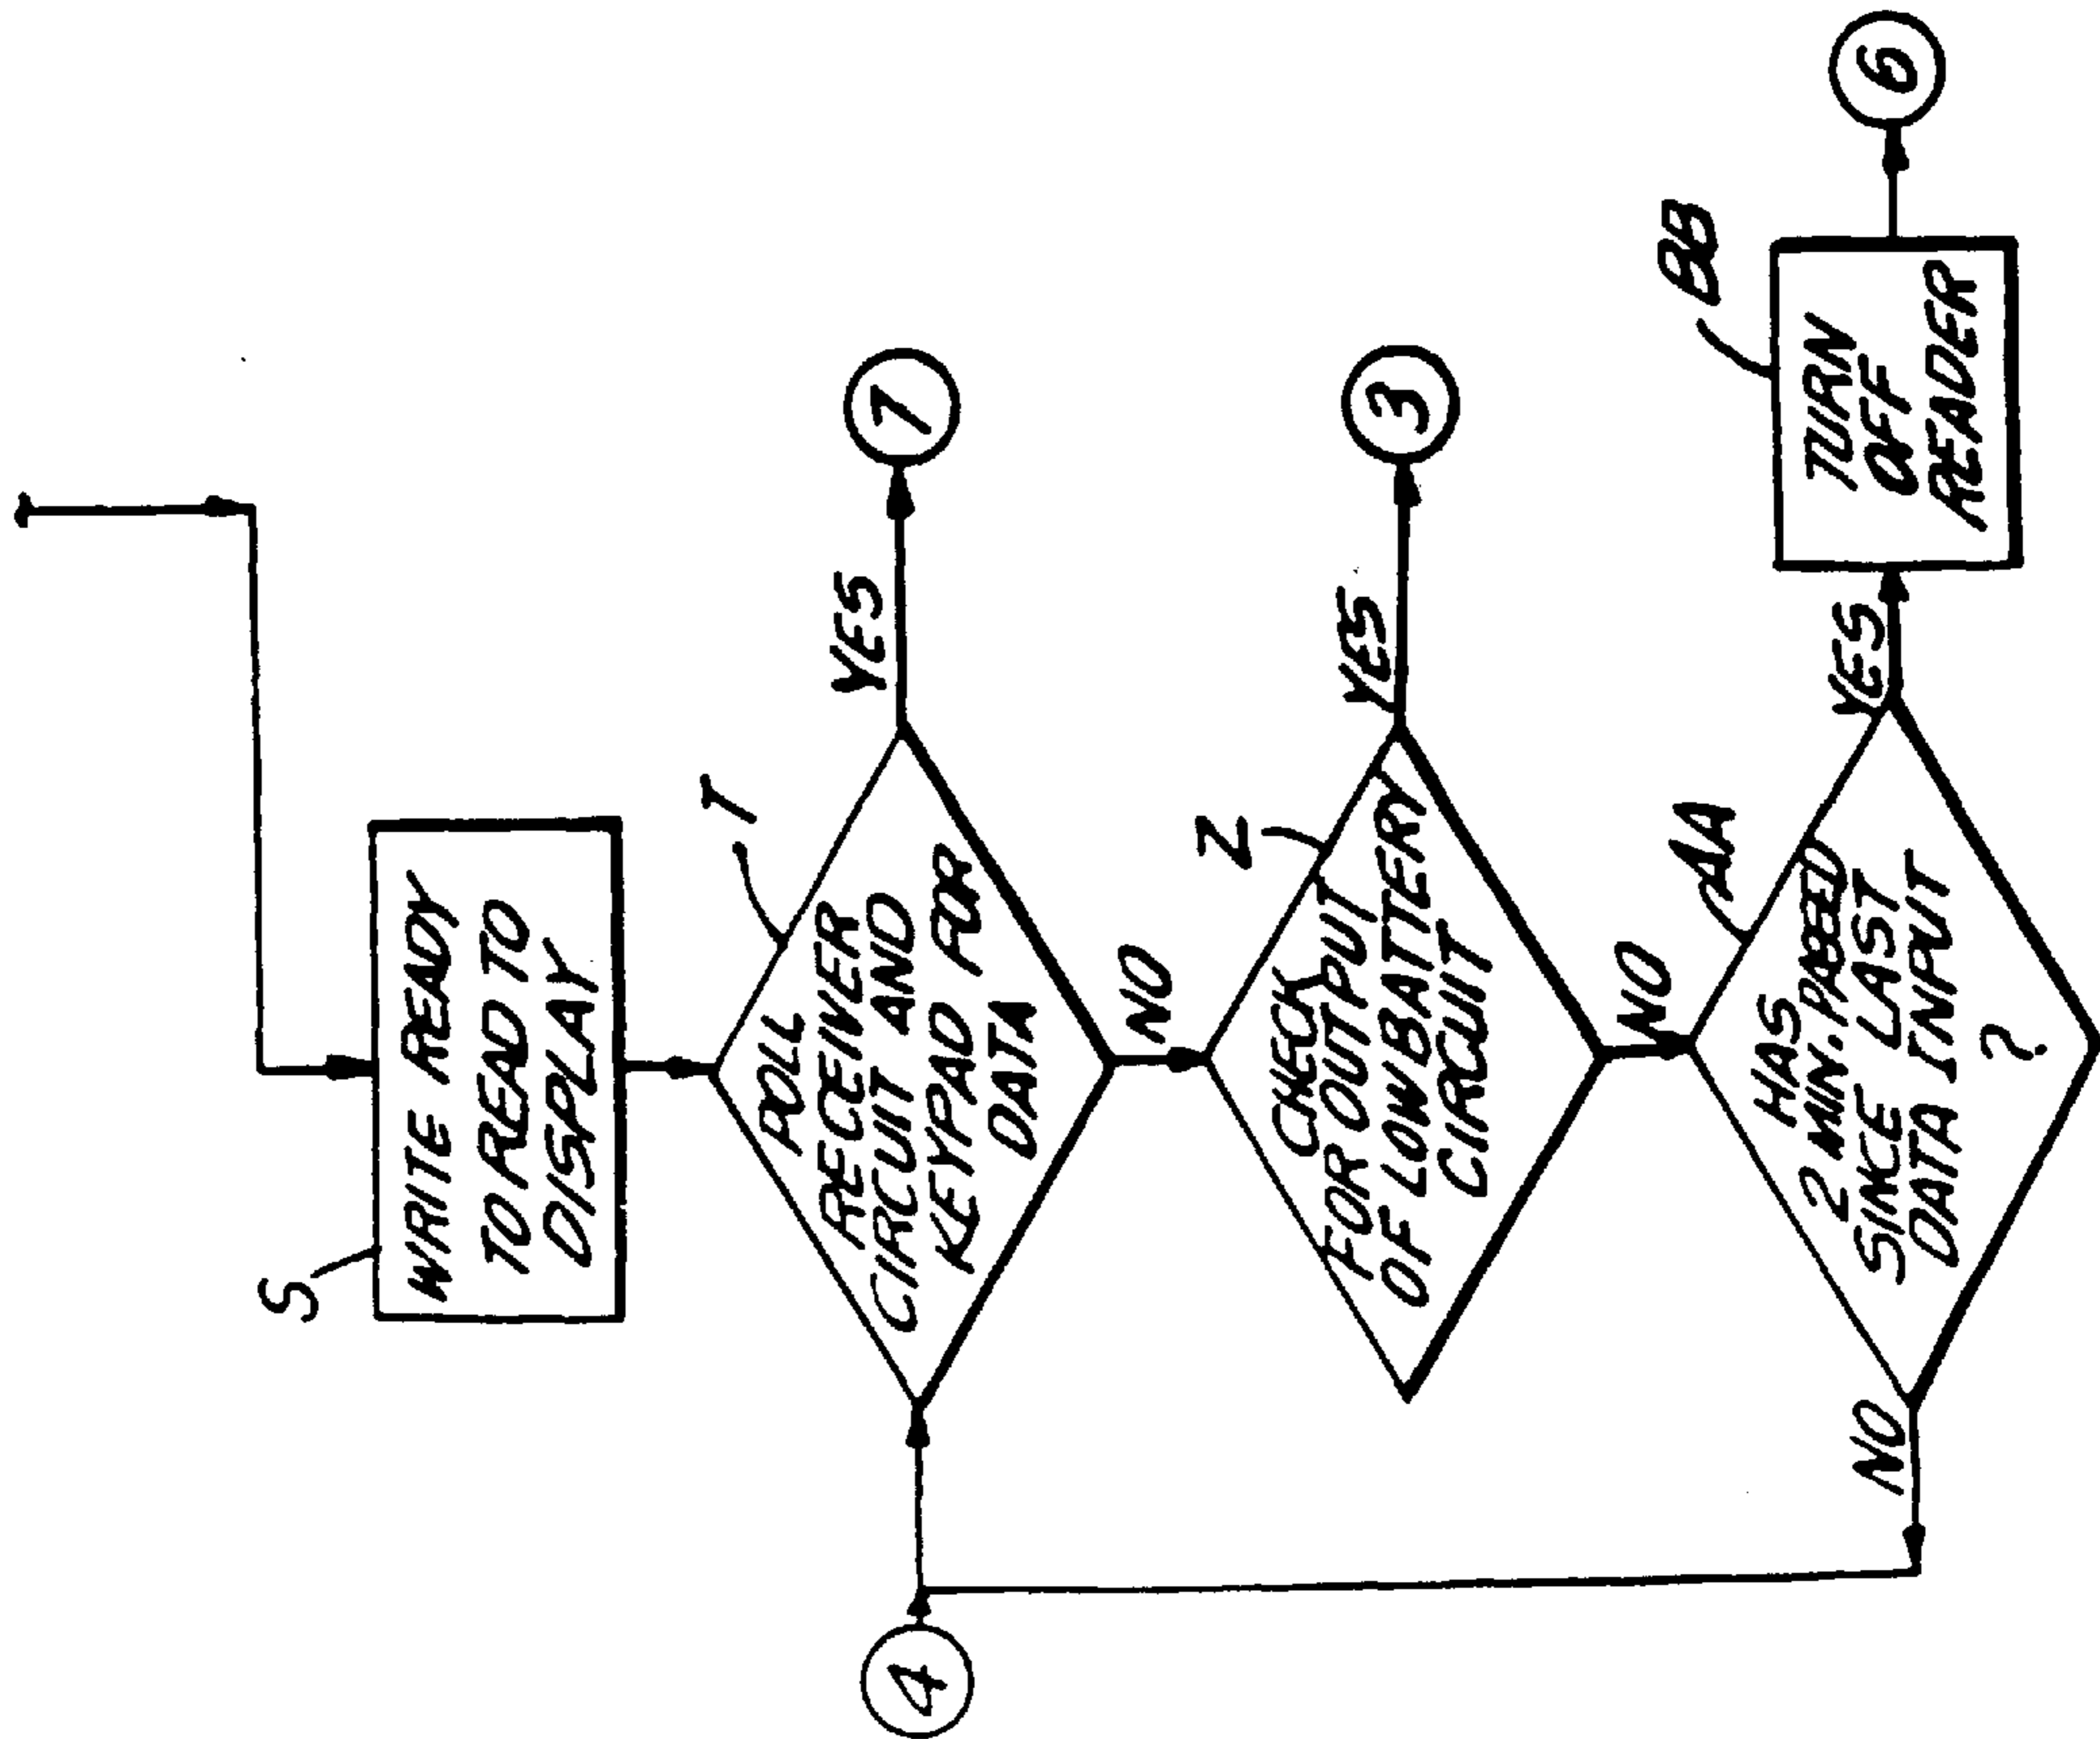 S
WRITE READY
TO READ TO
DISPLAY
T
POLL
RECEIVER
CIRCUIT AND
KEYPAD FOR
DATA
YES
7
4
NO
Z
CHECK
FOR OUTPUT
OF LOW BATTERY
CIRCUIT
YES
3
NO
AA
HAS
2 MIN. PASSED
SINCE LAST
DATA INPUT
?
NO
YES
BB
TURN
OFF
READER
6